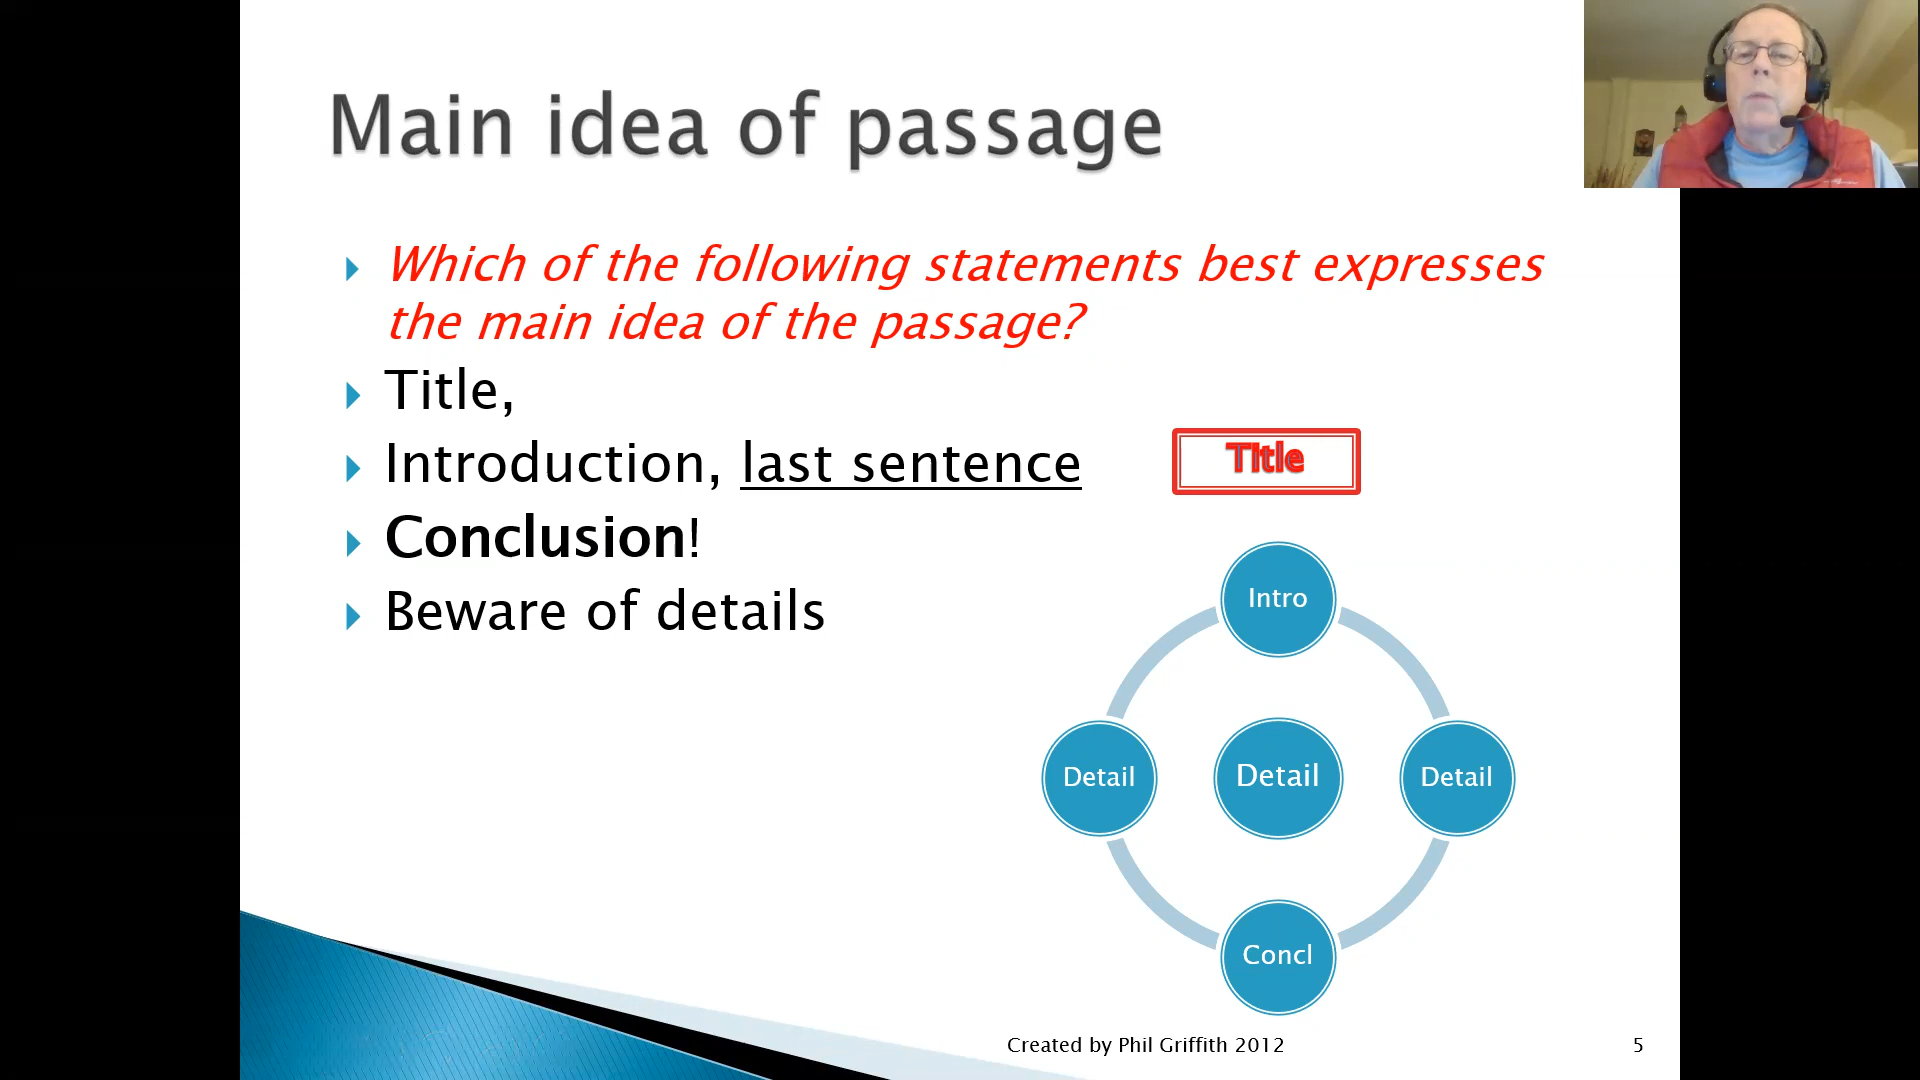 Main idea of passage
Which of the following statements best expresses
the main idea of the passage?
Title,
Introduction, last sentence
Conclusion!
Beware of details
Title
Intro
Detail
Detail
Detail
Concl
Created by Phil Griffith 2012
5